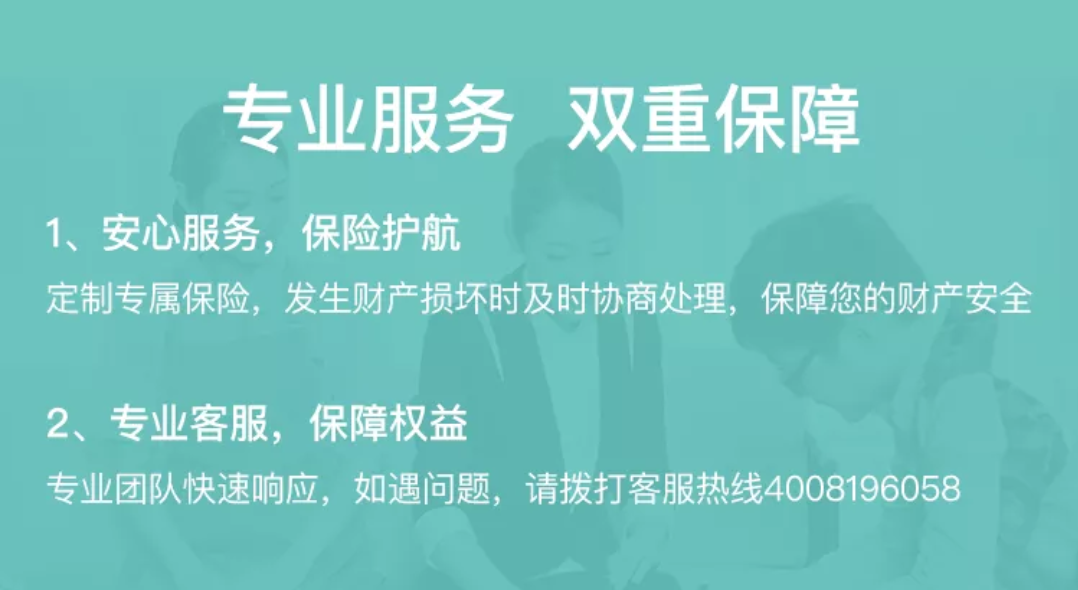 专业服务 双重保障
1、安心服务，保险护航
定制专属保险，发生财产损坏时及时协商处理，保障您的财产安全
2、专业客服，保障权益
专业团队快速响应，如遇问题，请拨打客服热线4008196058